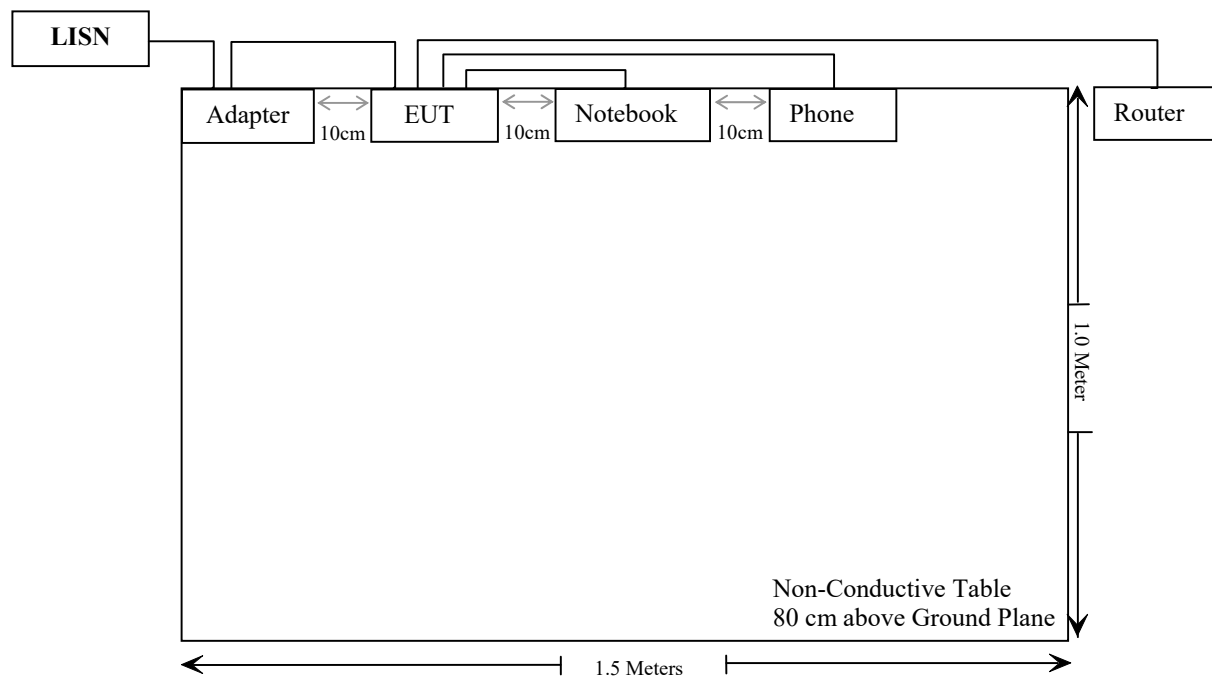 LISN
Adapter
EUT
Notebook
Phone
Router
10cm
10cm
10cm
1.0 Meter
Non-Conductive Table
80 cm above Ground Plane
1.5 Meters